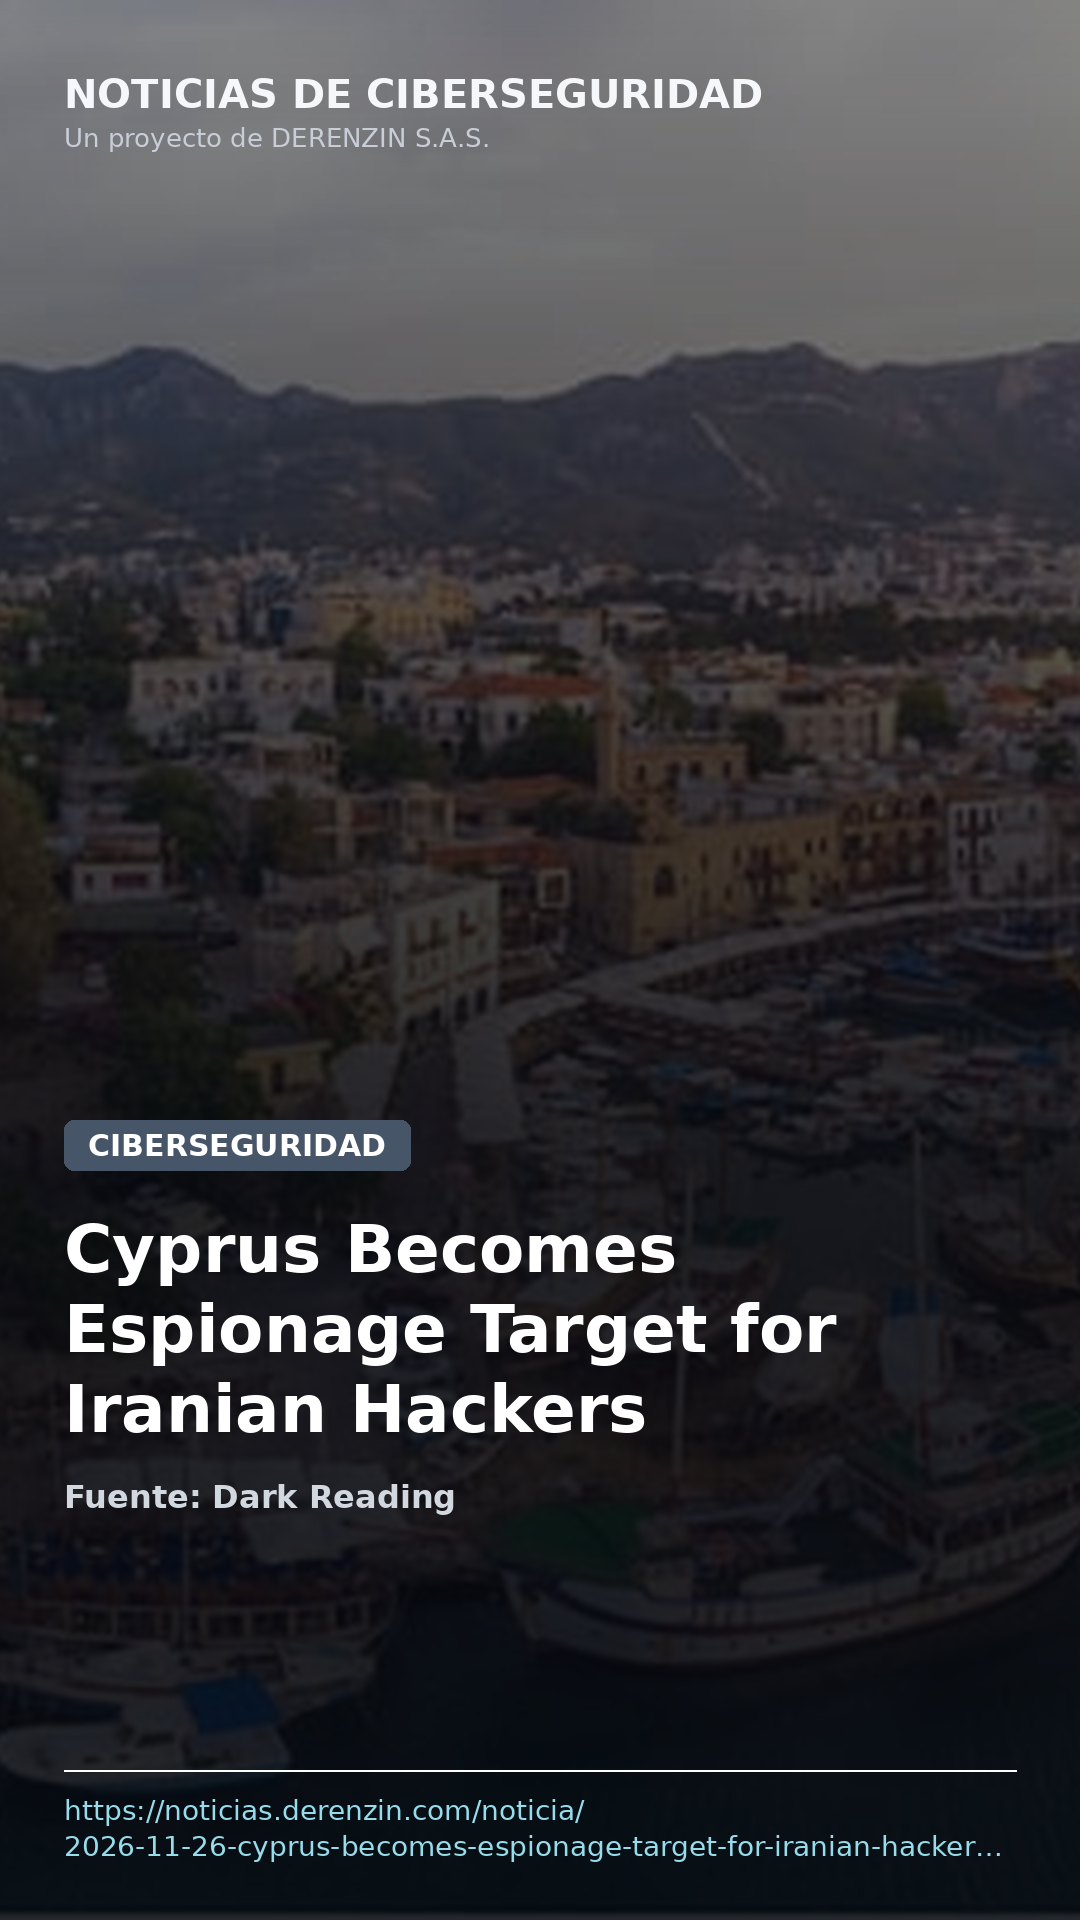 NOTICIAS DE CIBERSEGURIDAD
Un proyecto de DERENZIN S.A.S.
CIBERSEGURIDAD
Cyprus Becomes
Espionage Target for
Iranian Hackers
Fuente: Dark Reading
https://noticias.derenzin.com/noticia/
2026-11-26-cyprus-becomes-espionage-target-for-iranian-hacker…